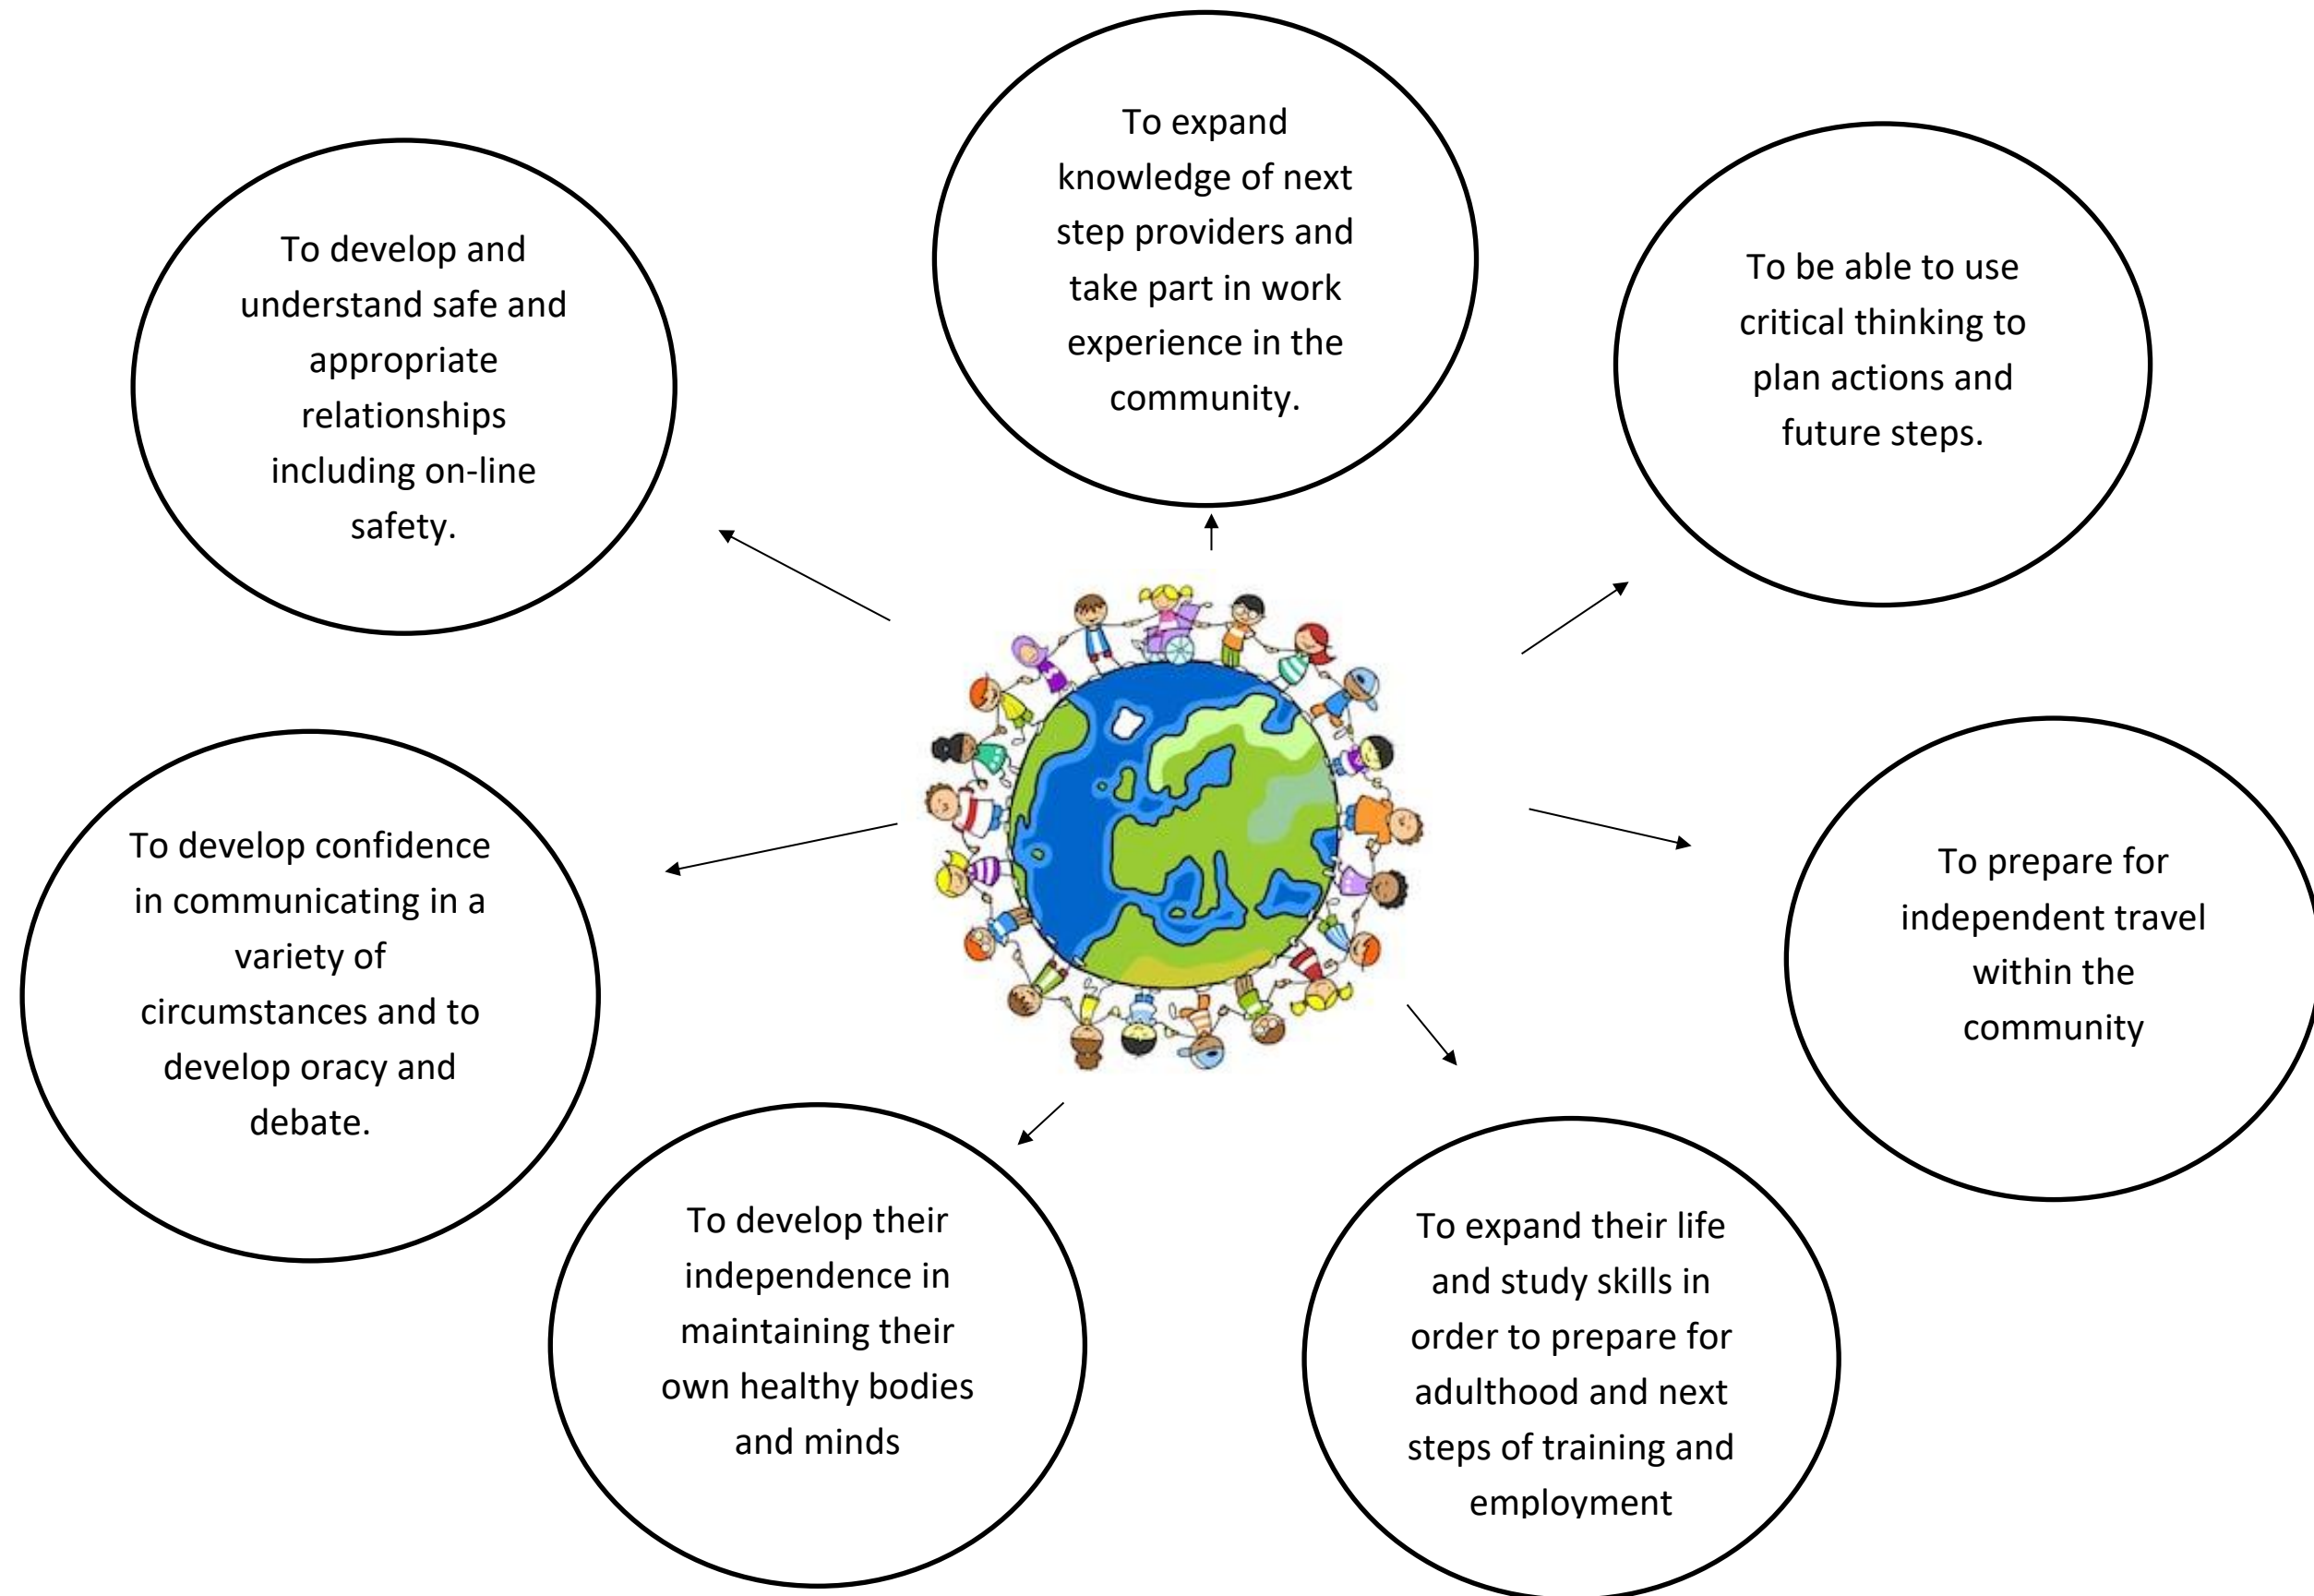 To expand
knowledge of next
step providers and
take part in work
experience in the
community.
To develop and
understand safe and
appropriate
relationships
including on-line
safety.
To be able to use
critical thinking to
plan actions and
future steps.
To develop confidence
in communicating in a
variety of
circumstances and to
develop oracy and
debate.
To prepare for
independent travel
within the
community
To develop their
independence in
maintaining their
own healthy bodies
and minds
To expand their life
and study skills in
order to prepare for
adulthood and next
steps of training and
employment